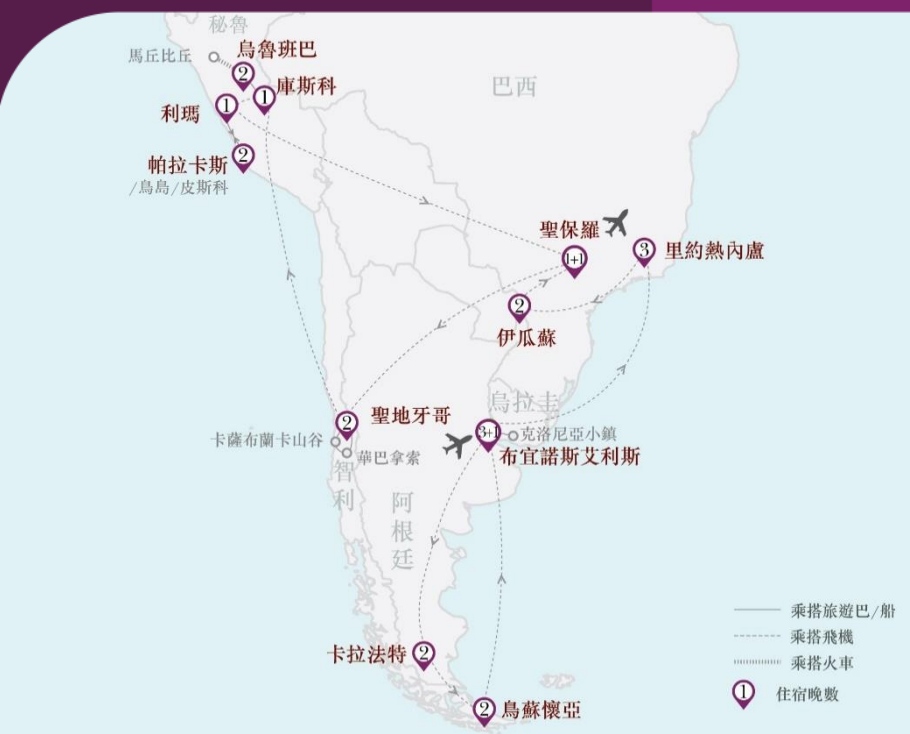 秘魯
馬丘比丘
烏魯班巴
2
庫斯科
1
利瑪
1
巴西
帕拉卡斯
2
/鳥島/皮斯科
聖保羅
1+1
3
里約熱內盧
2
伊瓜蘇
烏拉圭
聖地牙哥
2
卡薩布蘭卡山谷
華巴拿索
3+1
克洛尼亞小鎮
布宜諾斯艾利斯
智利
阿根廷
卡拉法特
2
2
烏蘇懷亞
乘搭旅遊巴/船
乘搭飛機
乘搭火車
1
住宿晚數